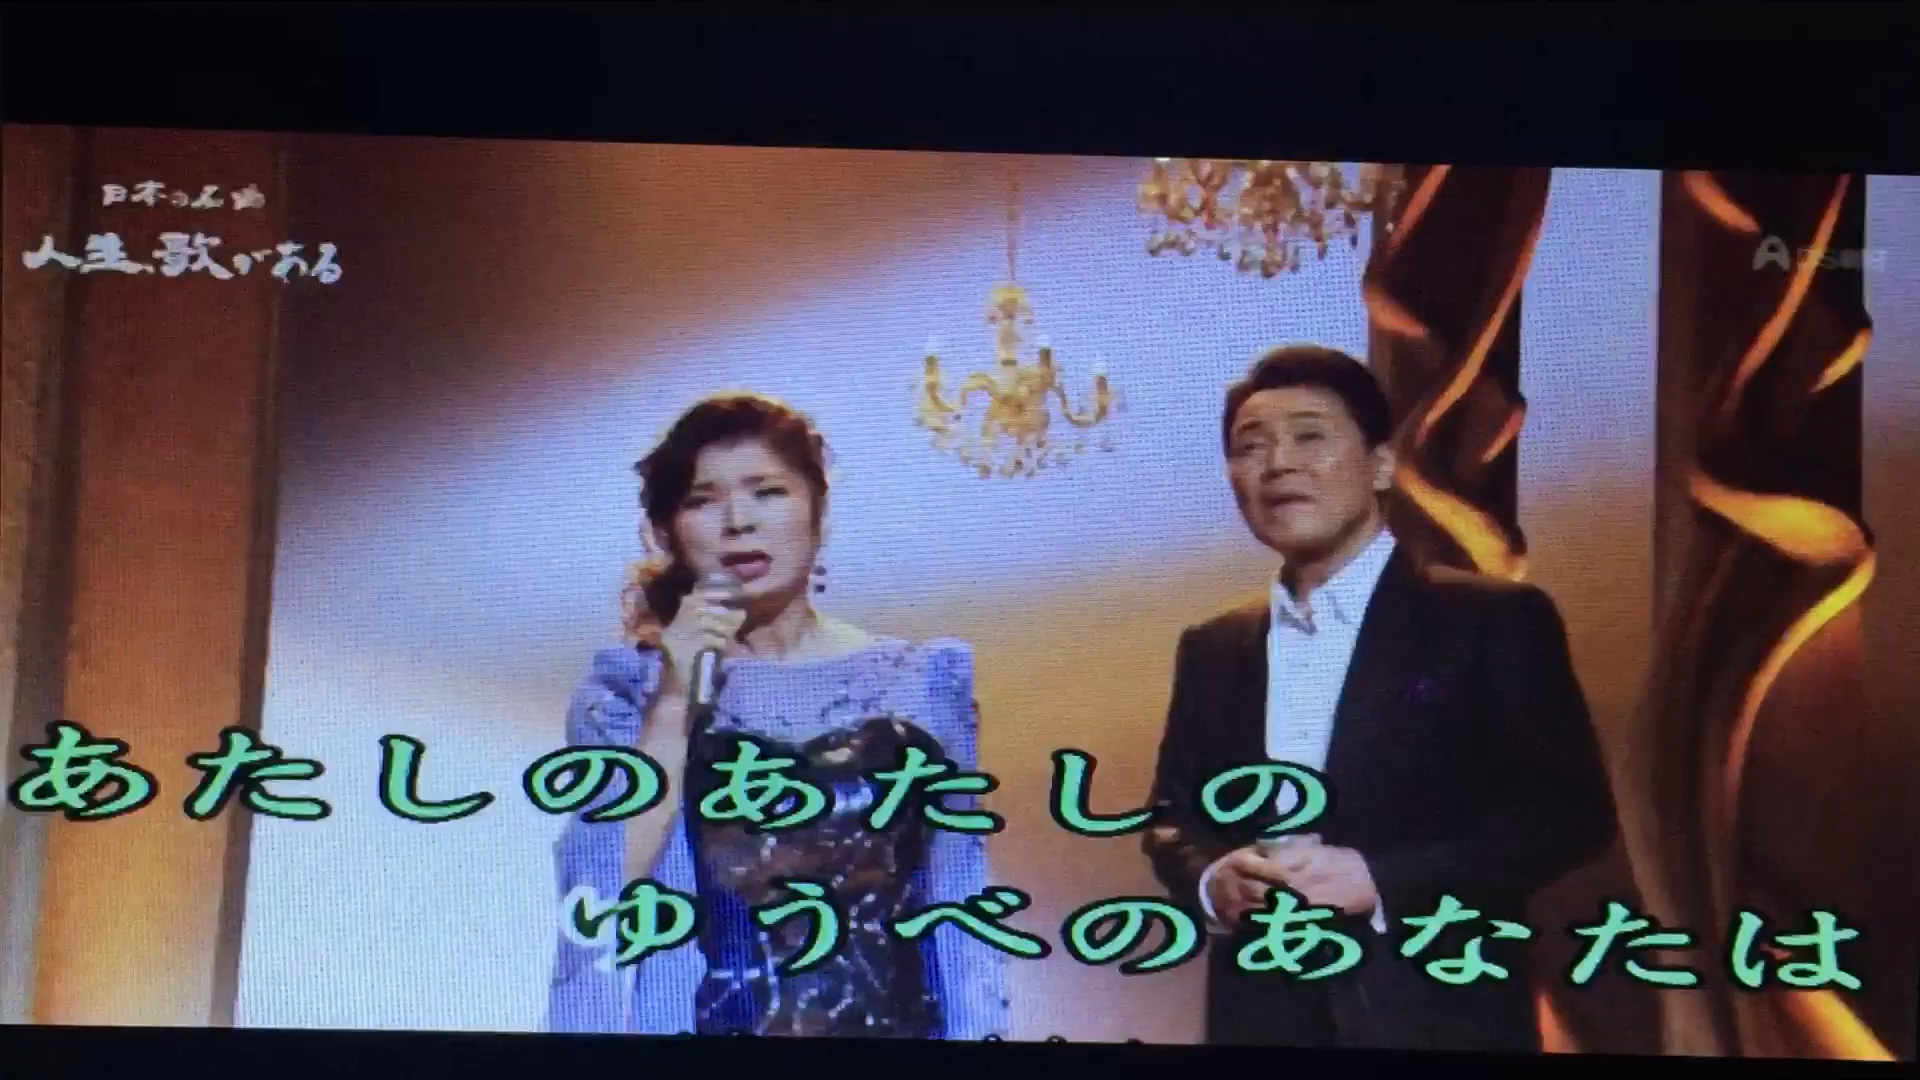 日本の名曲
人生、歌がある
あたしのあたしの
ゆうべのあなたは